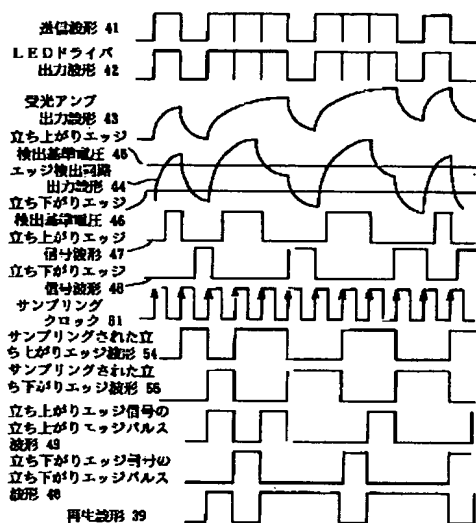 送信波形 41
LEDドライバ
出力波形 42
受光アンプ
出力波形 43
立ち上がりエッジ
検出基準電圧 45
エッジ検出回路
出力波形 44
立ち下がりエッジ
検出基準電圧 46
立ち上がりエッジ
信号波形 47
立ち下がりエッジ
信号波形 48
サンプリング
クロック 51
サンプリングされた立
ち上がりエッジ波形 54
サンプリングされた立
ち下がりエッジ波形 55
立ち上がりエッジ信号の
立ち上がりエッジパルス
波形 49
立ち下がりエッジ信号の
立ち上がりエッジパルス
波形 40
再生波形 39